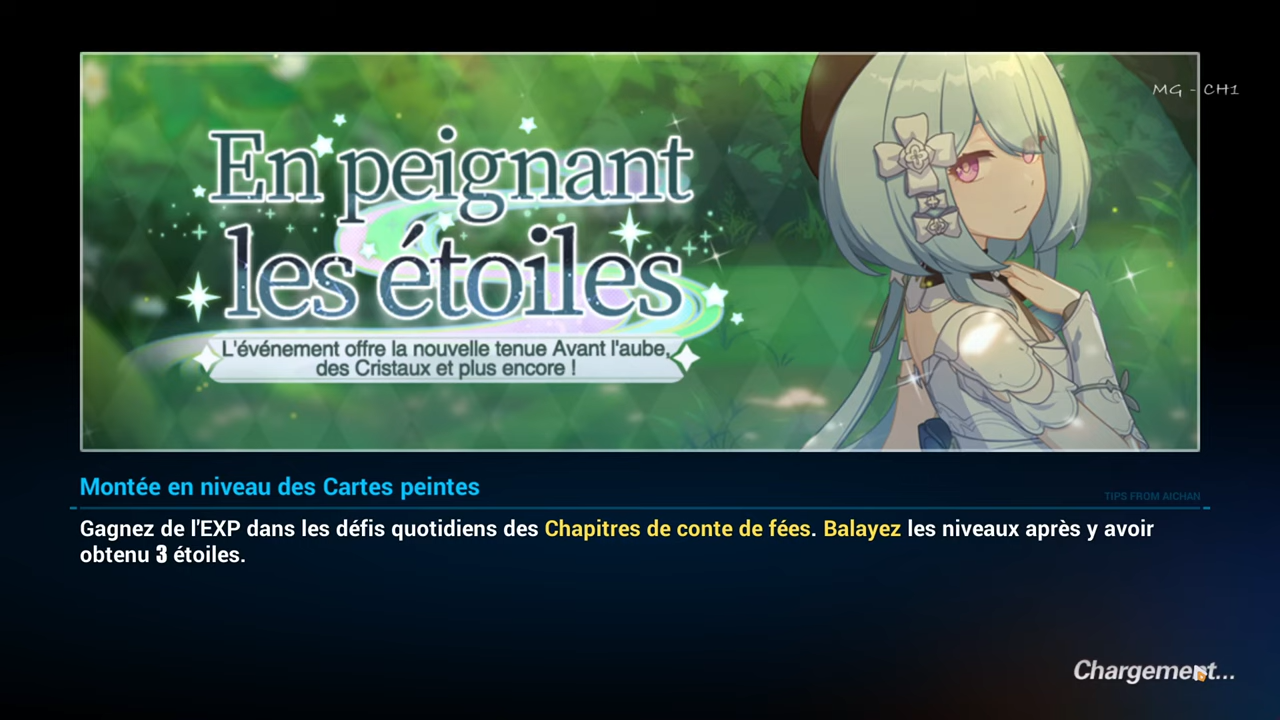 MG - CH1
En peignant
les étoiles
L'événement offre la nouvelle tenue Avant l'aube,
des Cristaux et plus encore !
Montée en niveau des Cartes peintes
TIPS FROM AICHAN
Gagnez de l'EXP dans les défis quotidiens des Chapitres de conte de fées. Balayez les niveaux après y avoir
obtenu 3 étoiles.
Chargement...